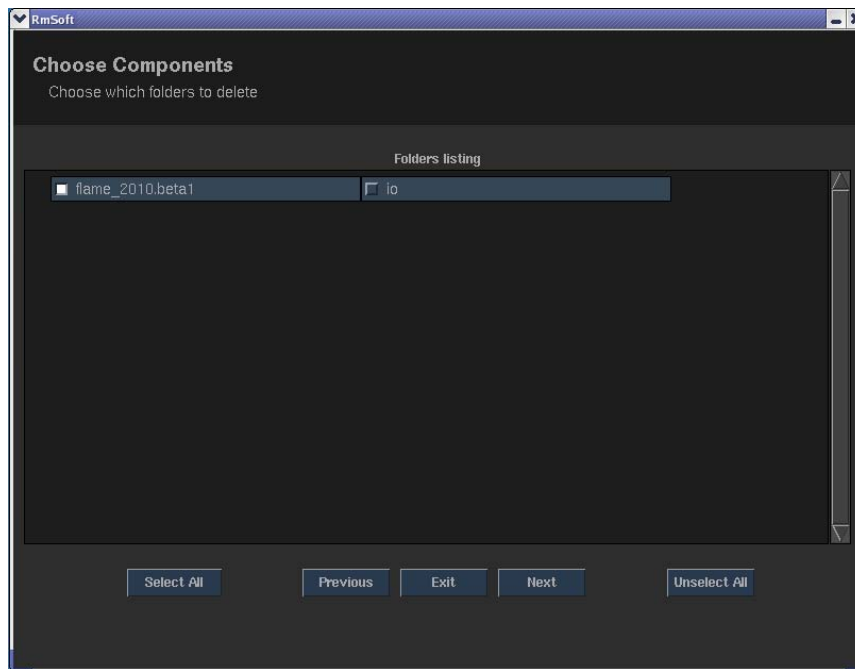 RmSoft
Choose Components
Choose which folders to delete
Folders listing
flame_2010.beta1 io
Select All Previous Exit Next Unselect All